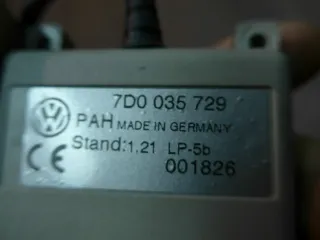 7D0 035 729
PAH MADE IN GERMANY
Stand:1.21 LP-5b
CE 001826